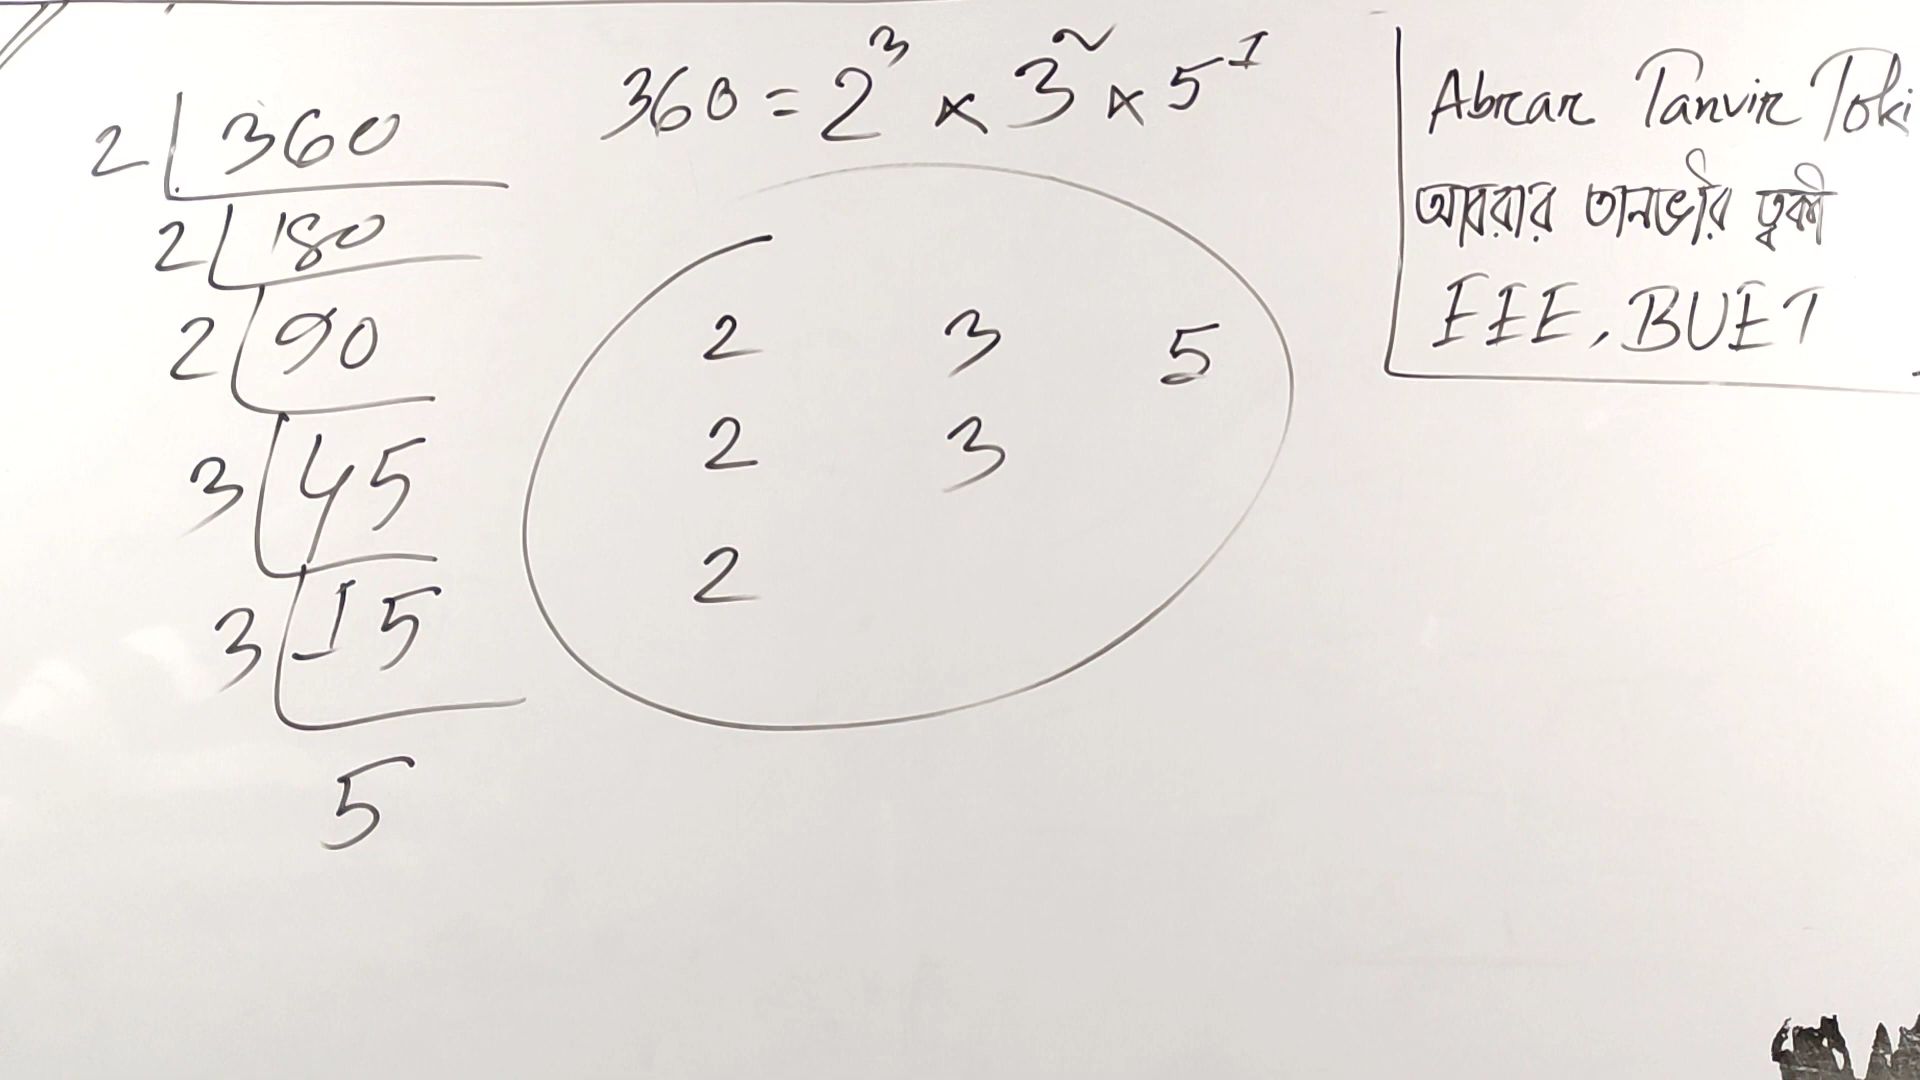 360 = 2³ × 3² × 5¹
2 | 360
2 | 180
2 | 90
3 | 45
3 | 15
5
2 3 5
2 3
2
Abrar Tanvir Toki
আবরার তানভীর ত্বকী
EEE, BUET